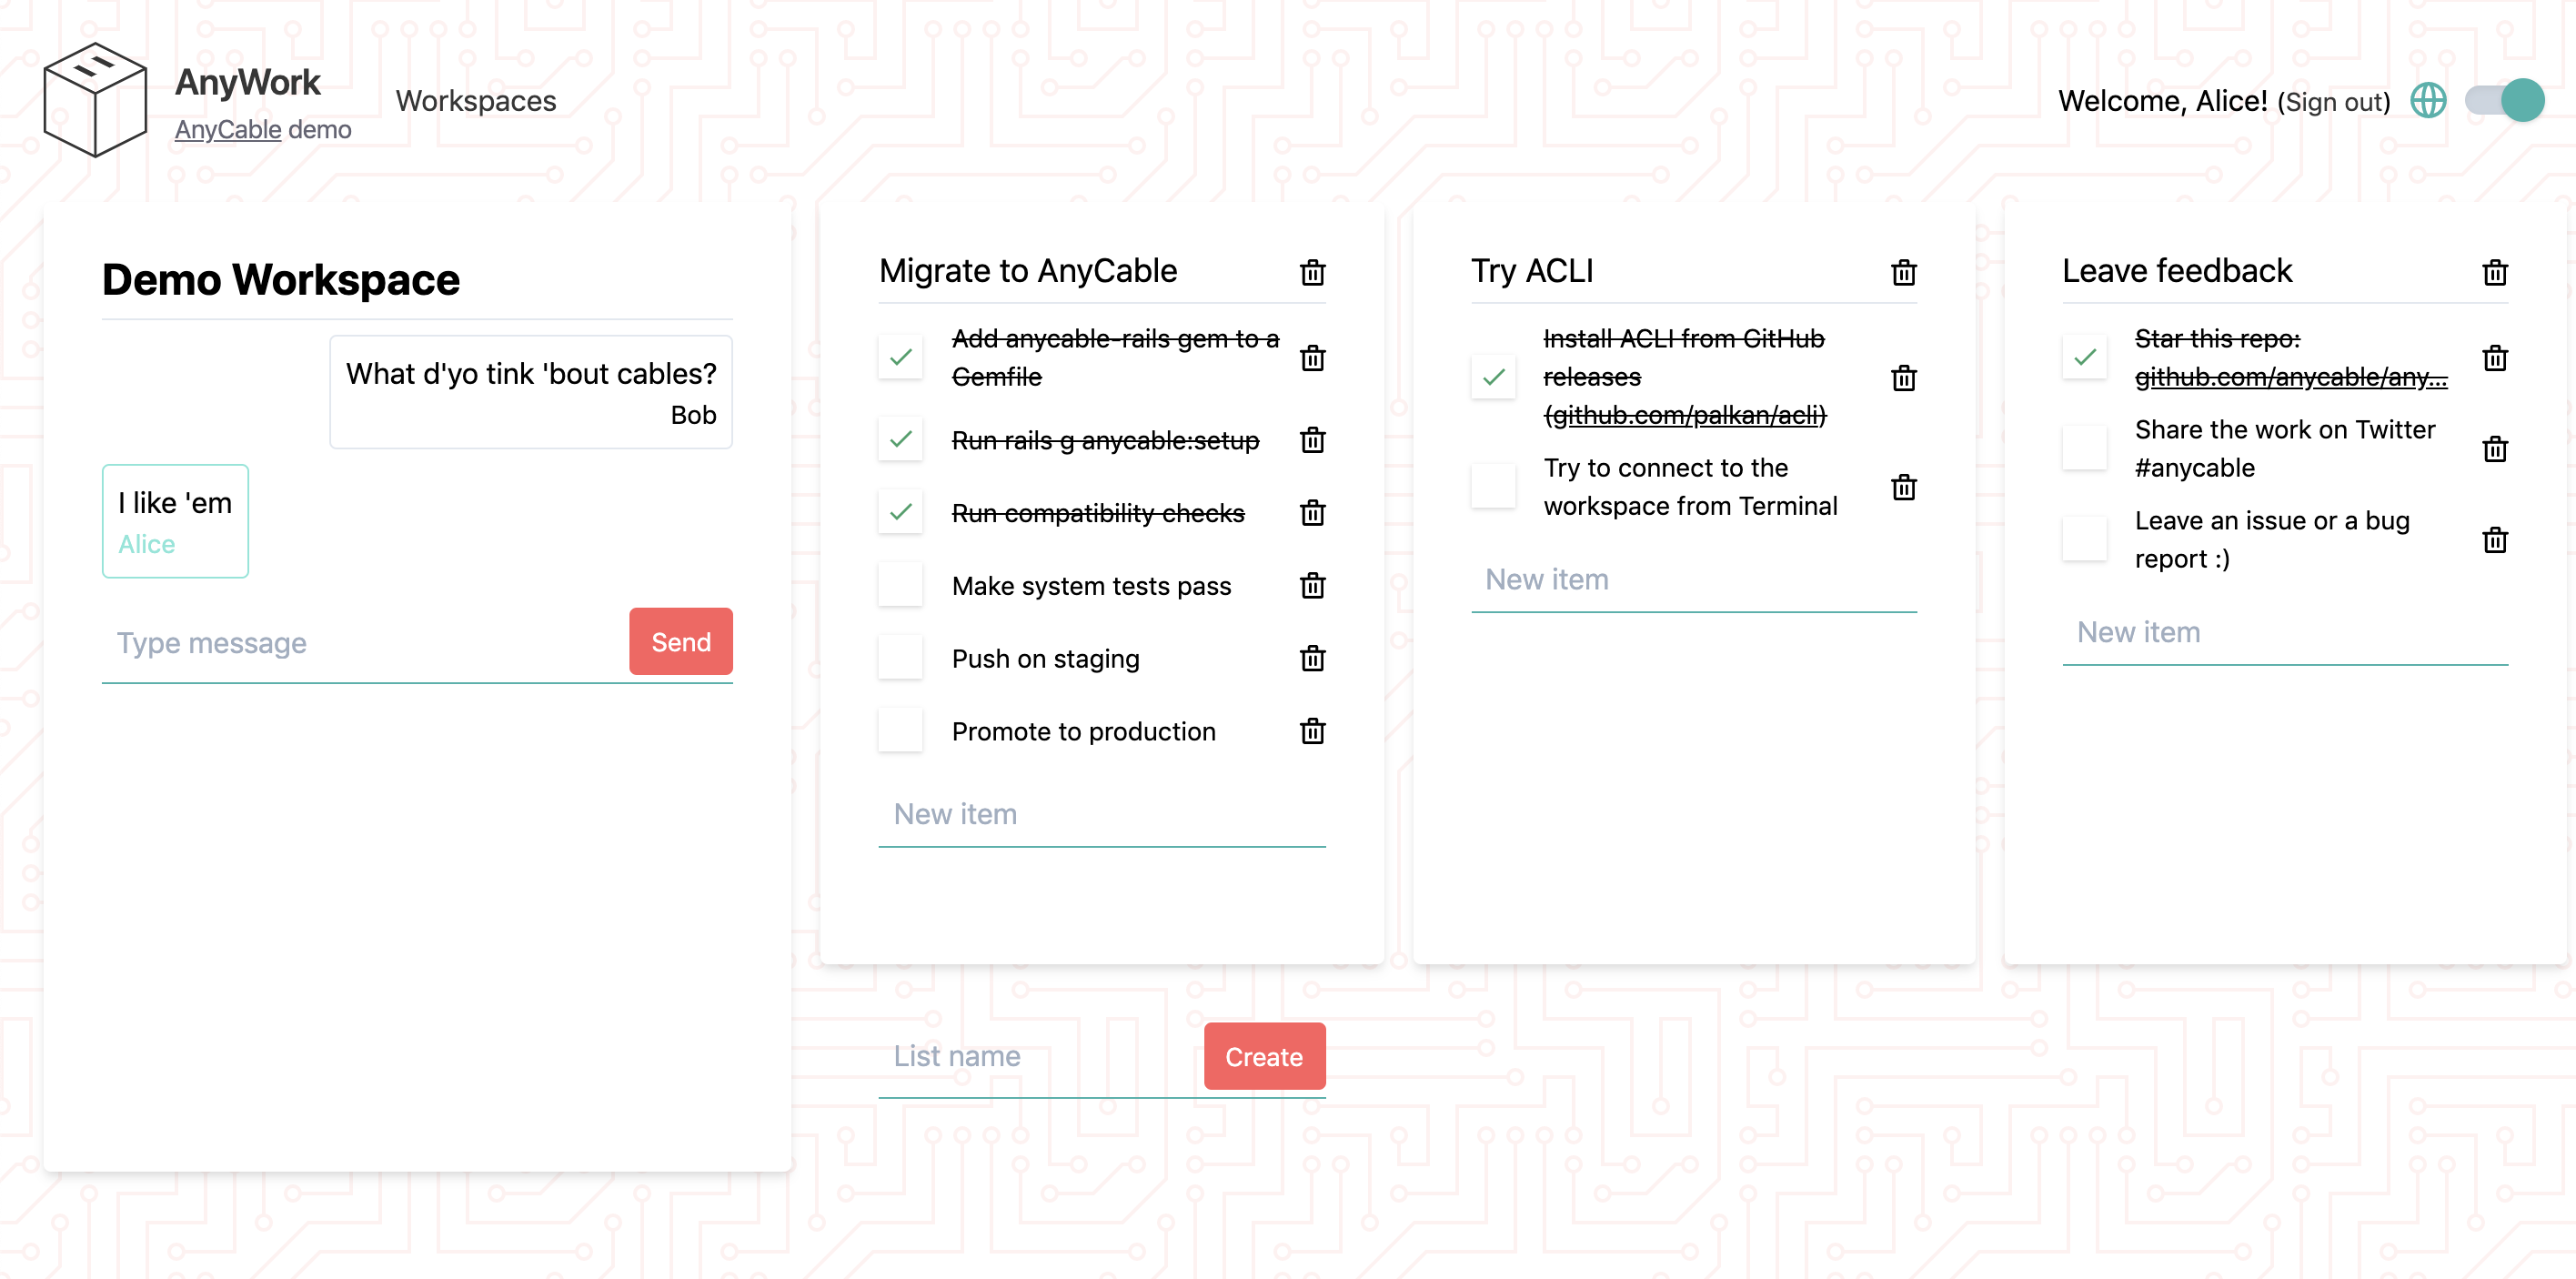 AnyWork
AnyCable demo
Workspaces
Welcome, Alice! (Sign out)
Demo Workspace
What d'yo tink 'bout cables?
Bob
I like 'em
Alice
Type message
Send
Migrate to AnyCable
Add anycable-rails gem to a
Gemfile
Run rails g anycable:setup
Run compatibility checks
Make system tests pass
Push on staging
Promote to production
New item
Try ACLI
Install ACLI from GitHub
releases
(github.com/palkan/acli)
Try to connect to the
workspace from Terminal
New item
Leave feedback
Star this repo:
github.com/anycable/any...
Share the work on Twitter
#anycable
Leave an issue or a bug
report :)
New item
List name
Create